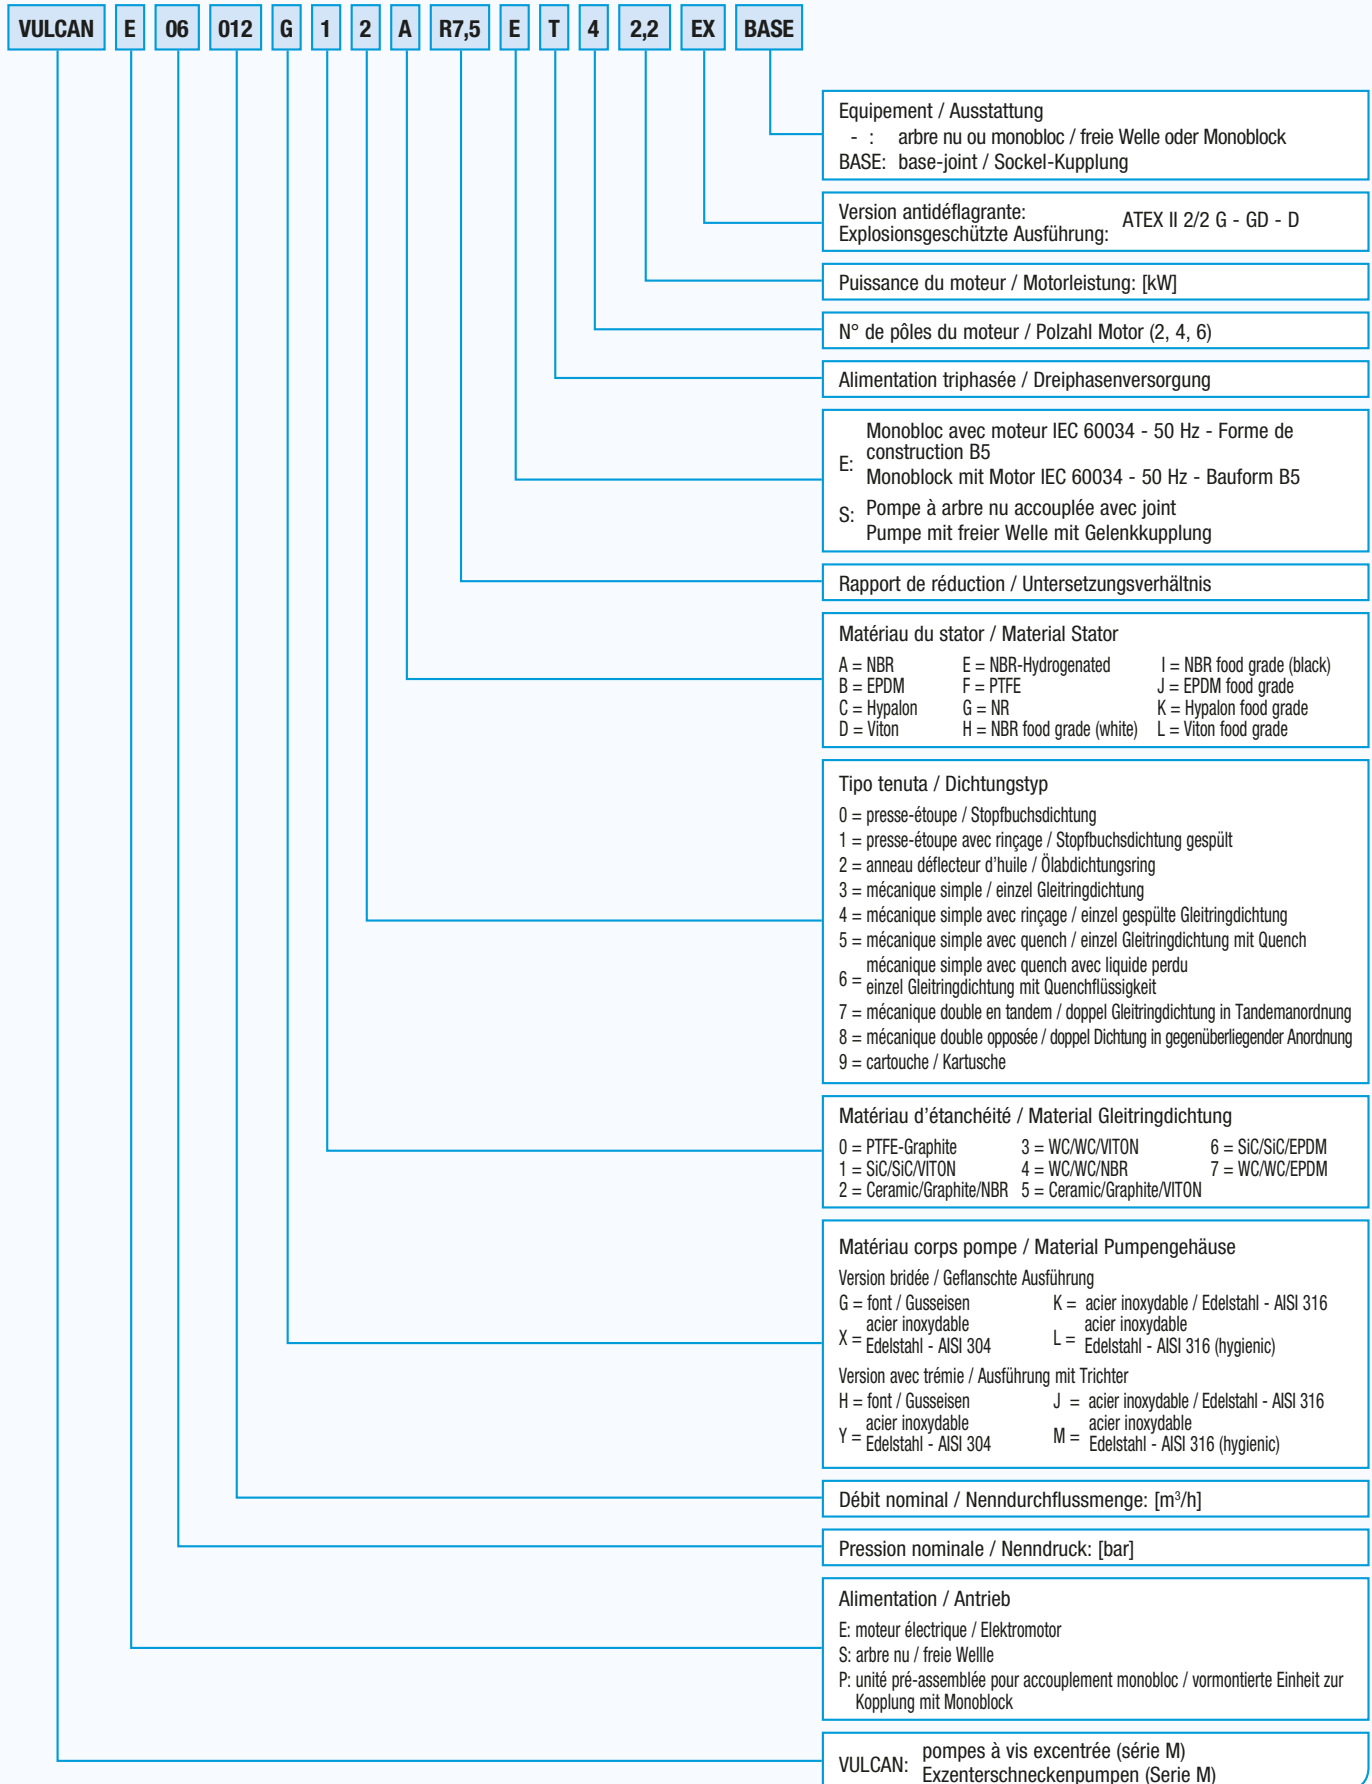 VULCAN E 06 012 G 1 2 A R7,5 E T 4 2,2 EX BASE
Equipement / Ausstattung
- : arbre nu ou monobloc / freie Welle oder Monoblock
BASE: base-joint / Sockel-Kupplung
Version antidéflagrante:
Explosionsgeschützte Ausführung: ATEX II 2/2 G - GD - D
Puissance du moteur / Motorleistung: [kW]
N° de pôles du moteur / Polzahl Motor (2, 4, 6)
Alimentation triphasée / Dreiphasenversorgung
E: Monobloc avec moteur IEC 60034 - 50 Hz - Forme de
construction B5
Monoblock mit Motor IEC 60034 - 50 Hz - Bauform B5
S: Pompe à arbre nu accouplée avec joint
Pumpe mit freier Welle mit Gelenkkupplung
Rapport de réduction / Untersetzungsverhältnis
Matériau du stator / Material Stator
A = NBR E = NBR-Hydrogenated I = NBR food grade (black)
B = EPDM F = PTFE J = EPDM food grade
C = Hypalon G = NR K = Hypalon food grade
D = Viton H = NBR food grade (white) L = Viton food grade
Tipo tenuta / Dichtungstyp
0 = presse-étoupe / Stopfbuchsdichtung
1 = presse-étoupe avec rinçage / Stopfbuchsdichtung gespült
2 = anneau déflecteur d'huile / Ölabdichtungsring
3 = mécanique simple / einzel Gleitringdichtung
4 = mécanique simple avec rinçage / einzel gespülte Gleitringdichtung
5 = mécanique simple avec quench / einzel Gleitringdichtung mit Quench
6 = mécanique simple avec quench avec liquide perdu
einzel Gleitringdichtung mit Quenchflüssigkeit
7 = mécanique double en tandem / doppel Gleitringdichtung in Tandemanordnung
8 = mécanique double opposée / doppel Dichtung in gegenüberliegender Anordnung
9 = cartouche / Kartusche
Matériau d'étanchéité / Material Gleitringdichtung
0 = PTFE-Graphite 3 = WC/WC/VITON 6 = SiC/SiC/EPDM
1 = SiC/SiC/VITON 4 = WC/WC/NBR 7 = WC/WC/EPDM
2 = Ceramic/Graphite/NBR 5 = Ceramic/Graphite/VITON
Matériau corps pompe / Material Pumpengehäuse
Version bridée / Geflanschte Ausführung
G = font / Gusseisen K = acier inoxydable / Edelstahl - AISI 316
X = acier inoxydable L = acier inoxydable
Edelstahl - AISI 304 Edelstahl - AISI 316 (hygienic)
Version avec trémie / Ausführung mit Trichter
H = font / Gusseisen J = acier inoxydable / Edelstahl - AISI 316
Y = acier inoxydable M = acier inoxydable
Edelstahl - AISI 304 Edelstahl - AISI 316 (hygienic)
Débit nominal / Nenndurchflussmenge: [m³/h]
Pression nominale / Nenndruck: [bar]
Alimentation / Antrieb
E: moteur électrique / Elektromotor
S: arbre nu / freie Wellle
P: unité pré-assemblée pour accouplement monobloc / vormontierte Einheit zur
Kopplung mit Monoblock
VULCAN: pompes à vis excentrée (série M)
Exzenterschneckenpumpen (Serie M)